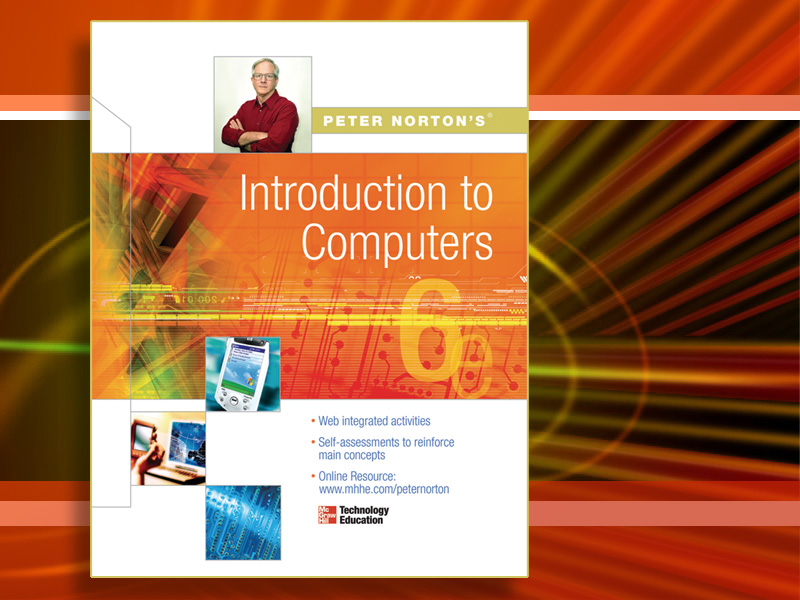 PETER NORTON'S®
Introduction to
Computers
6e
• Web integrated activities
• Self-assessments to reinforce
main concepts
• Online Resource:
www.mhhe.com/peternorton
Mc
Graw
Hill
Technology
Education